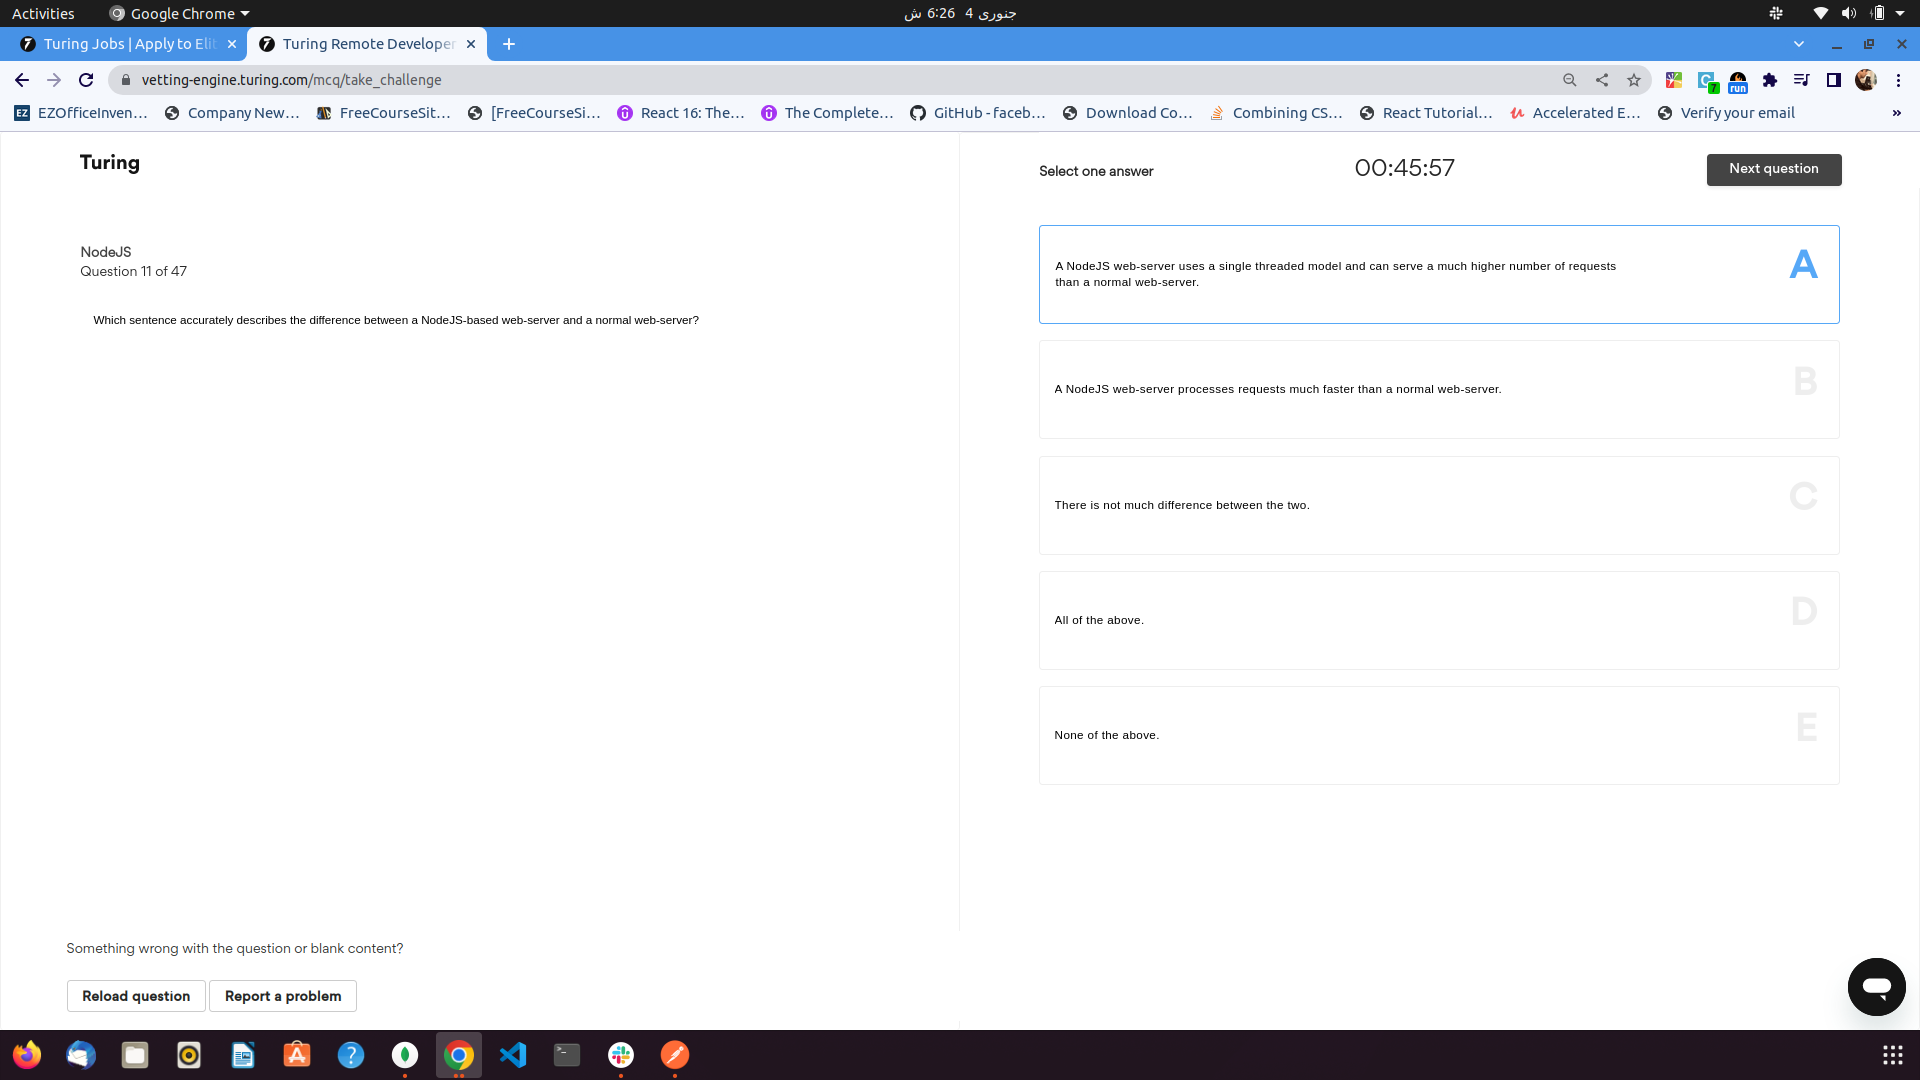 Activities
Google Chrome
جنوری 4 6:26 ش
Turing Jobs | Apply to Elit
Turing Remote Developer
vetting-engine.turing.com/mcq/take_challenge
7
run
EZ EZOfficeInven...
Company New...
FreeCourseSit...
[FreeCourseSi...
React 16: The...
The Complete...
GitHub - faceb...
Download Co...
Combining CS...
React Tutorial...
Accelerated E...
Verify your email
»
Turing
NodeJS
Question 11 of 47
Which sentence accurately describes the difference between a NodeJS-based web-server and a normal web-server?
Something wrong with the question or blank content?
Reload question
Report a problem
Select one answer
00:45:57
Next question
A NodeJS web-server uses a single threaded model and can serve a much higher number of requests
than a normal web-server.
A
A NodeJS web-server processes requests much faster than a normal web-server.
B
There is not much difference between the two.
C
All of the above.
D
None of the above.
E